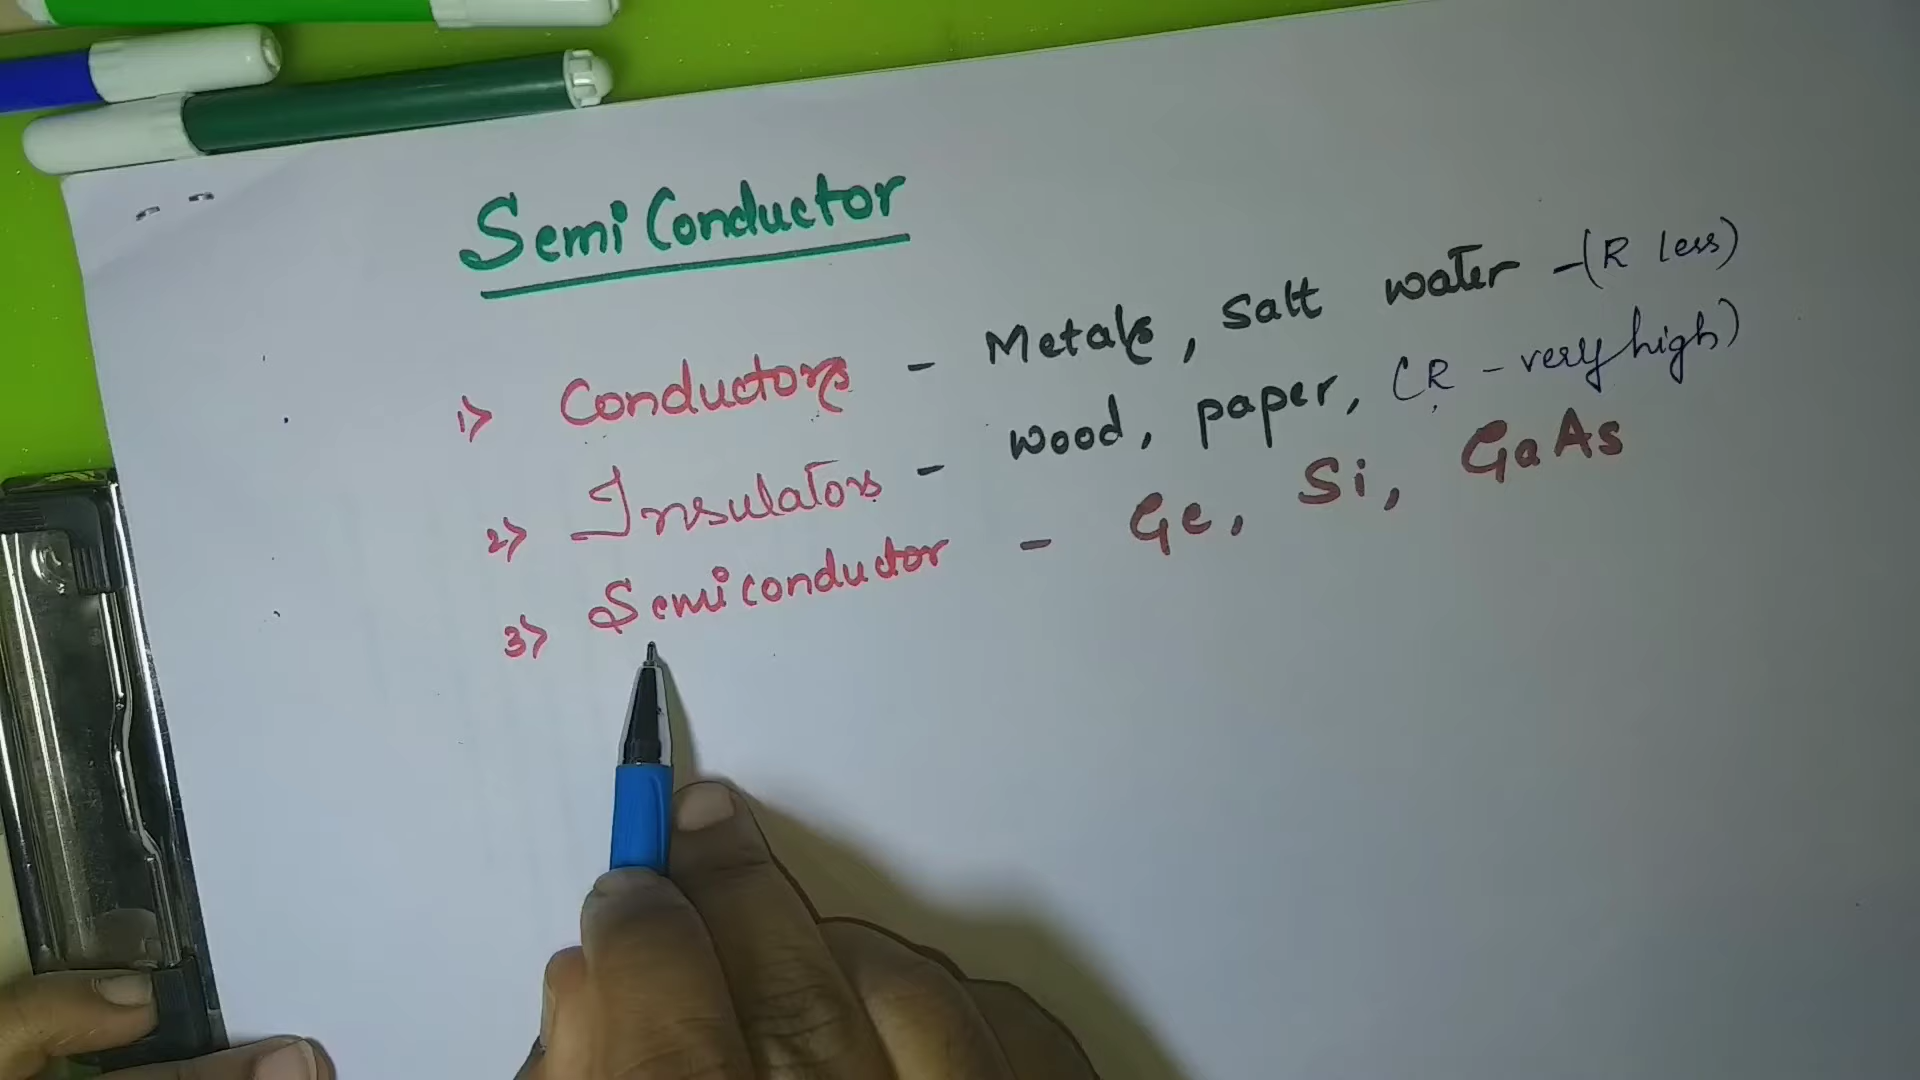 Semi Conductor
1) Conductors - Metals, salt water - (R less)
2) Insulators - wood, paper, (R - very high)
3) Semiconductor - Ge, Si, GaAs